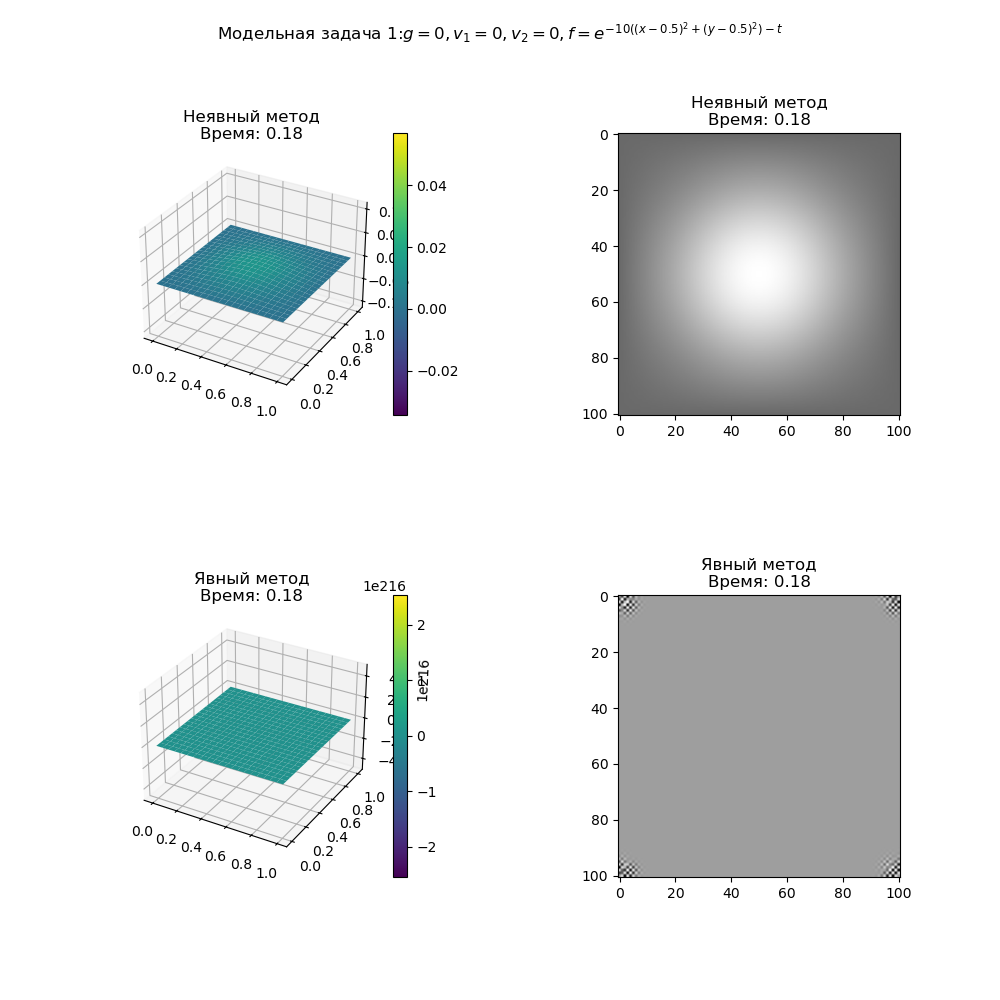 Модельная задача 1:g = 0, v₁ = 0, v₂ = 0, f = e^{−10((x−0.5)²+(y−0.5)²)−t}
Неявный метод
Время: 0.18
0.04
0.02
0.00
−0.02
0.0 0.2 0.4 0.6 0.8 1.0
0.0 0.2 0.4 0.6 0.8 1.0
Неявный метод
Время: 0.18
0
20
40
60
80
100
0 20 40 60 80 100
Явный метод
Время: 0.18
1e216
2
1
0
−1
−2
1e216
0.0 0.2 0.4 0.6 0.8 1.0
0.0 0.2 0.4 0.6 0.8 1.0
Явный метод
Время: 0.18
0
20
40
60
80
100
0 20 40 60 80 100